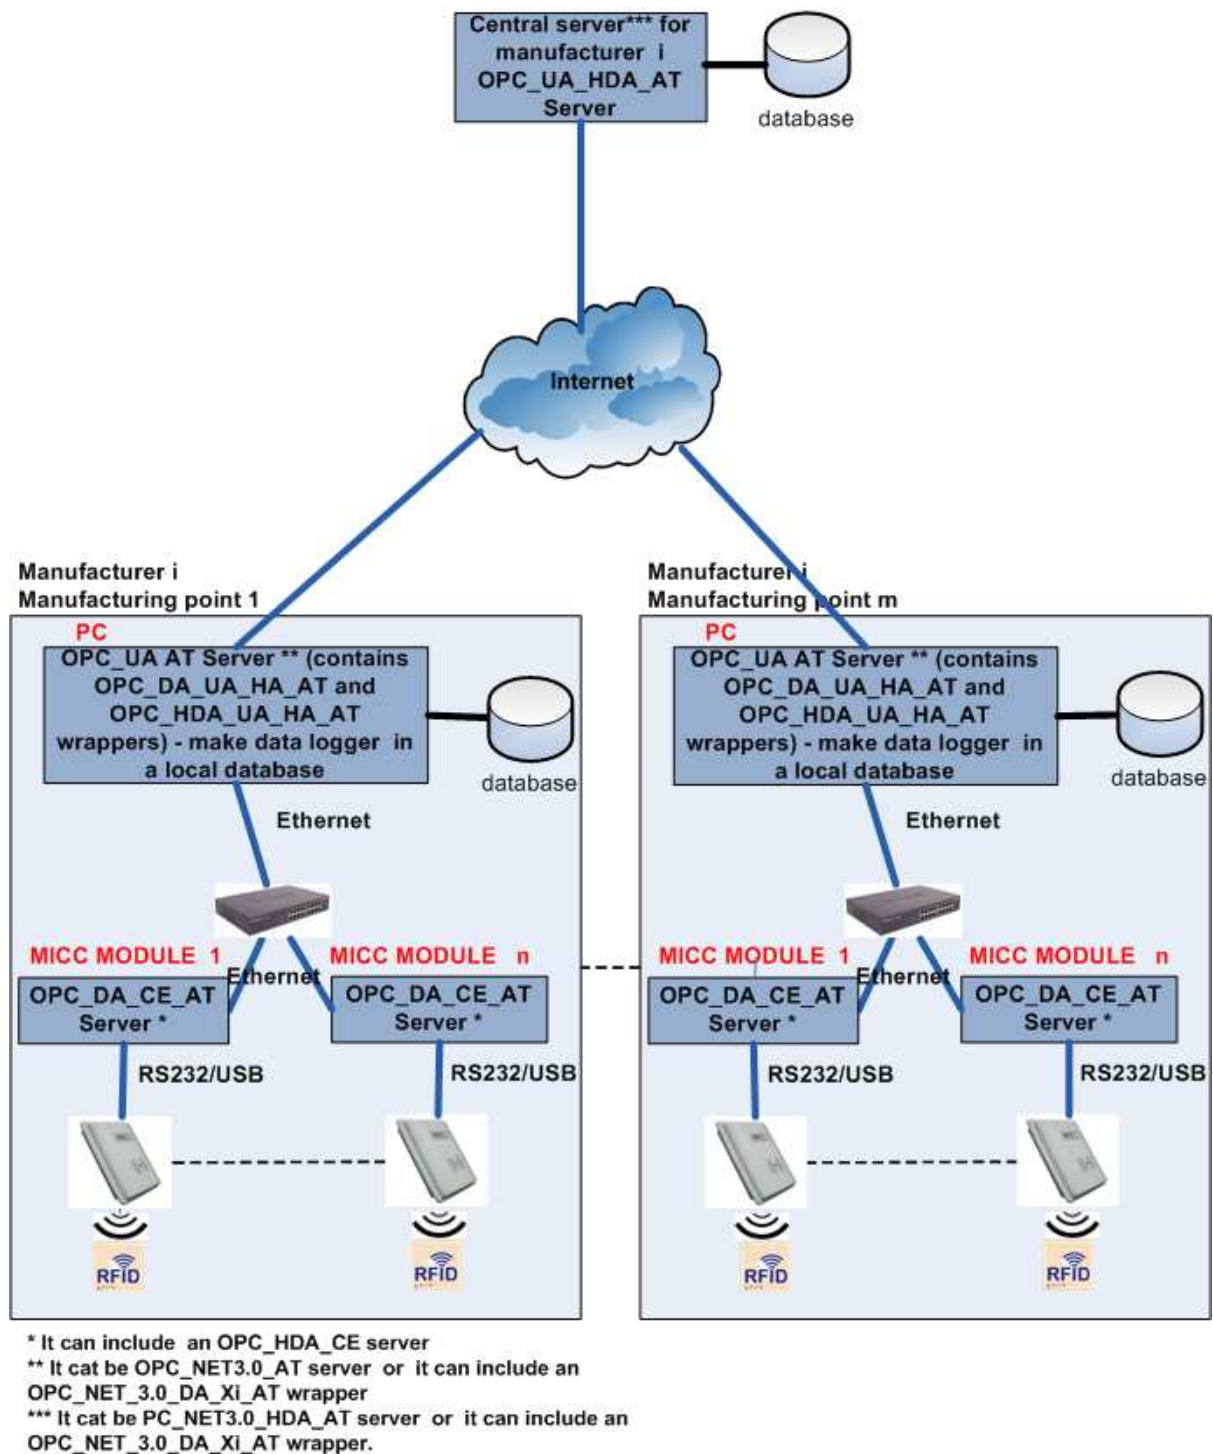 Central server*** for
manufacturer i
OPC_UA_HDA_AT
Server
database
Internet
Manufacturer i
Manufacturing point 1
PC
OPC_UA AT Server ** (contains
OPC_DA_UA_HA_AT and
OPC_HDA_UA_HA_AT
wrappers) - make data logger in
a local database
database
Ethernet
MICC MODULE 1
MICC MODULE n
Ethernet
OPC_DA_CE_AT
Server *
OPC_DA_CE_AT
Server *
RS232/USB
RS232/USB
RFID
RFID
Manufacturer i
Manufacturing point m
PC
OPC_UA AT Server ** (contains
OPC_DA_UA_HA_AT and
OPC_HDA_UA_HA_AT
wrappers) - make data logger in
a local database
database
Ethernet
MICC MODULE 1
MICC MODULE n
Ethernet
OPC_DA_CE_AT
Server *
OPC_DA_CE_AT
Server *
RS232/USB
RS232/USB
RFID
RFID
* It can include an OPC_HDA_CE server
** It cat be OPC_NET3.0_AT server or it can include an
OPC_NET_3.0_DA_Xi_AT wrapper
*** It cat be PC_NET3.0_HDA_AT server or it can include an
OPC_NET_3.0_DA_Xi_AT wrapper.